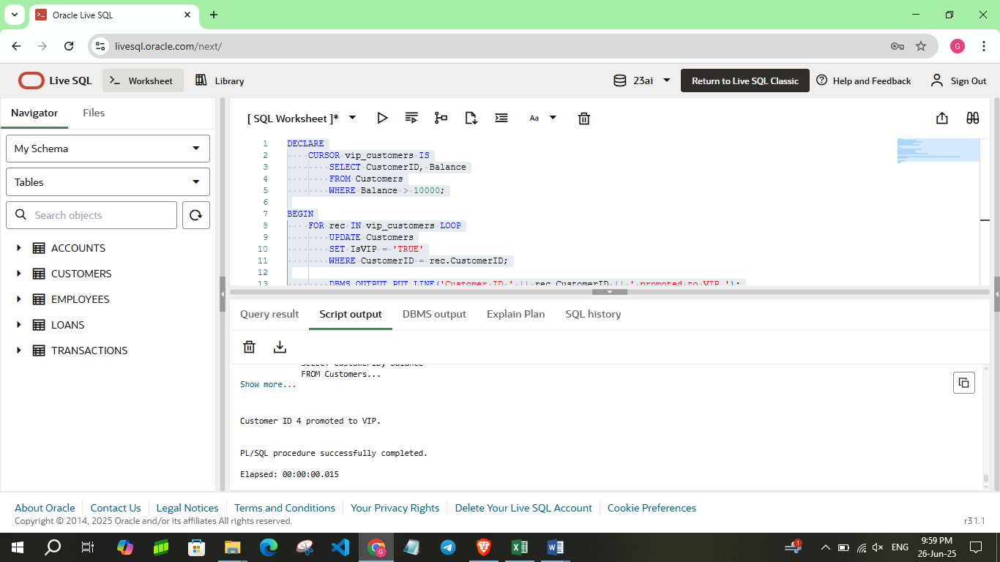 Oracle Live SQL
livesql.oracle.com/next/
G
Live SQL
Worksheet
Library
23ai
Return to Live SQL Classic
Help and Feedback
Sign Out
Navigator
Files
My Schema
Tables
Search objects
ACCOUNTS
CUSTOMERS
EMPLOYEES
LOANS
TRANSACTIONS
[ SQL Worksheet ]*
Aa
1 DECLARE
2 CURSOR vip_customers IS
3 SELECT CustomerID, Balance
4 FROM Customers
5 WHERE Balance > 10000;
6
7 BEGIN
8 FOR rec IN vip_customers LOOP
9 UPDATE Customers
10 SET IsVIP = 'TRUE'
11 WHERE CustomerID = rec.CustomerID;
12
13 DBMS_OUTPUT.PUT_LINE('Customer ID ' || rec.CustomerID || ' promoted to VIP.');
Query result
Script output
DBMS output
Explain Plan
SQL history
SELECT CustomerID, Balance
FROM Customers...
Show more...
Customer ID 4 promoted to VIP.
PL/SQL procedure successfully completed.
Elapsed: 00:00:00.015
About Oracle
Contact Us
Legal Notices
Terms and Conditions
Your Privacy Rights
Delete Your Live SQL Account
Cookie Preferences
Copyright © 2014, 2025 Oracle and/or its affiliates All rights reserved.
r31.1
G
1
ENG
9:59 PM
26-Jun-25